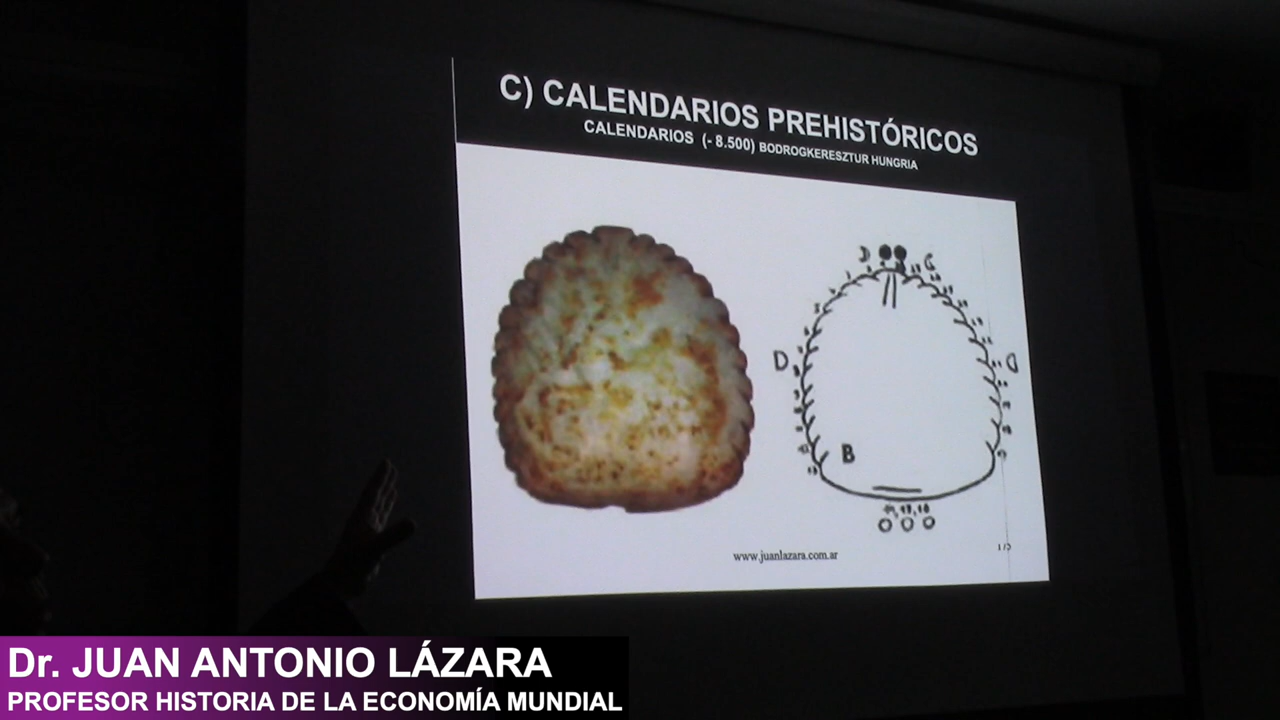 C) CALENDARIOS PREHISTÓRICOS
CALENDARIOS (- 8.500) BODROGKERESZTUR HUNGRIA
D
B
www.juanlazara.com.ar
Dr. JUAN ANTONIO LÁZARA
PROFESOR HISTORIA DE LA ECONOMÍA MUNDIAL